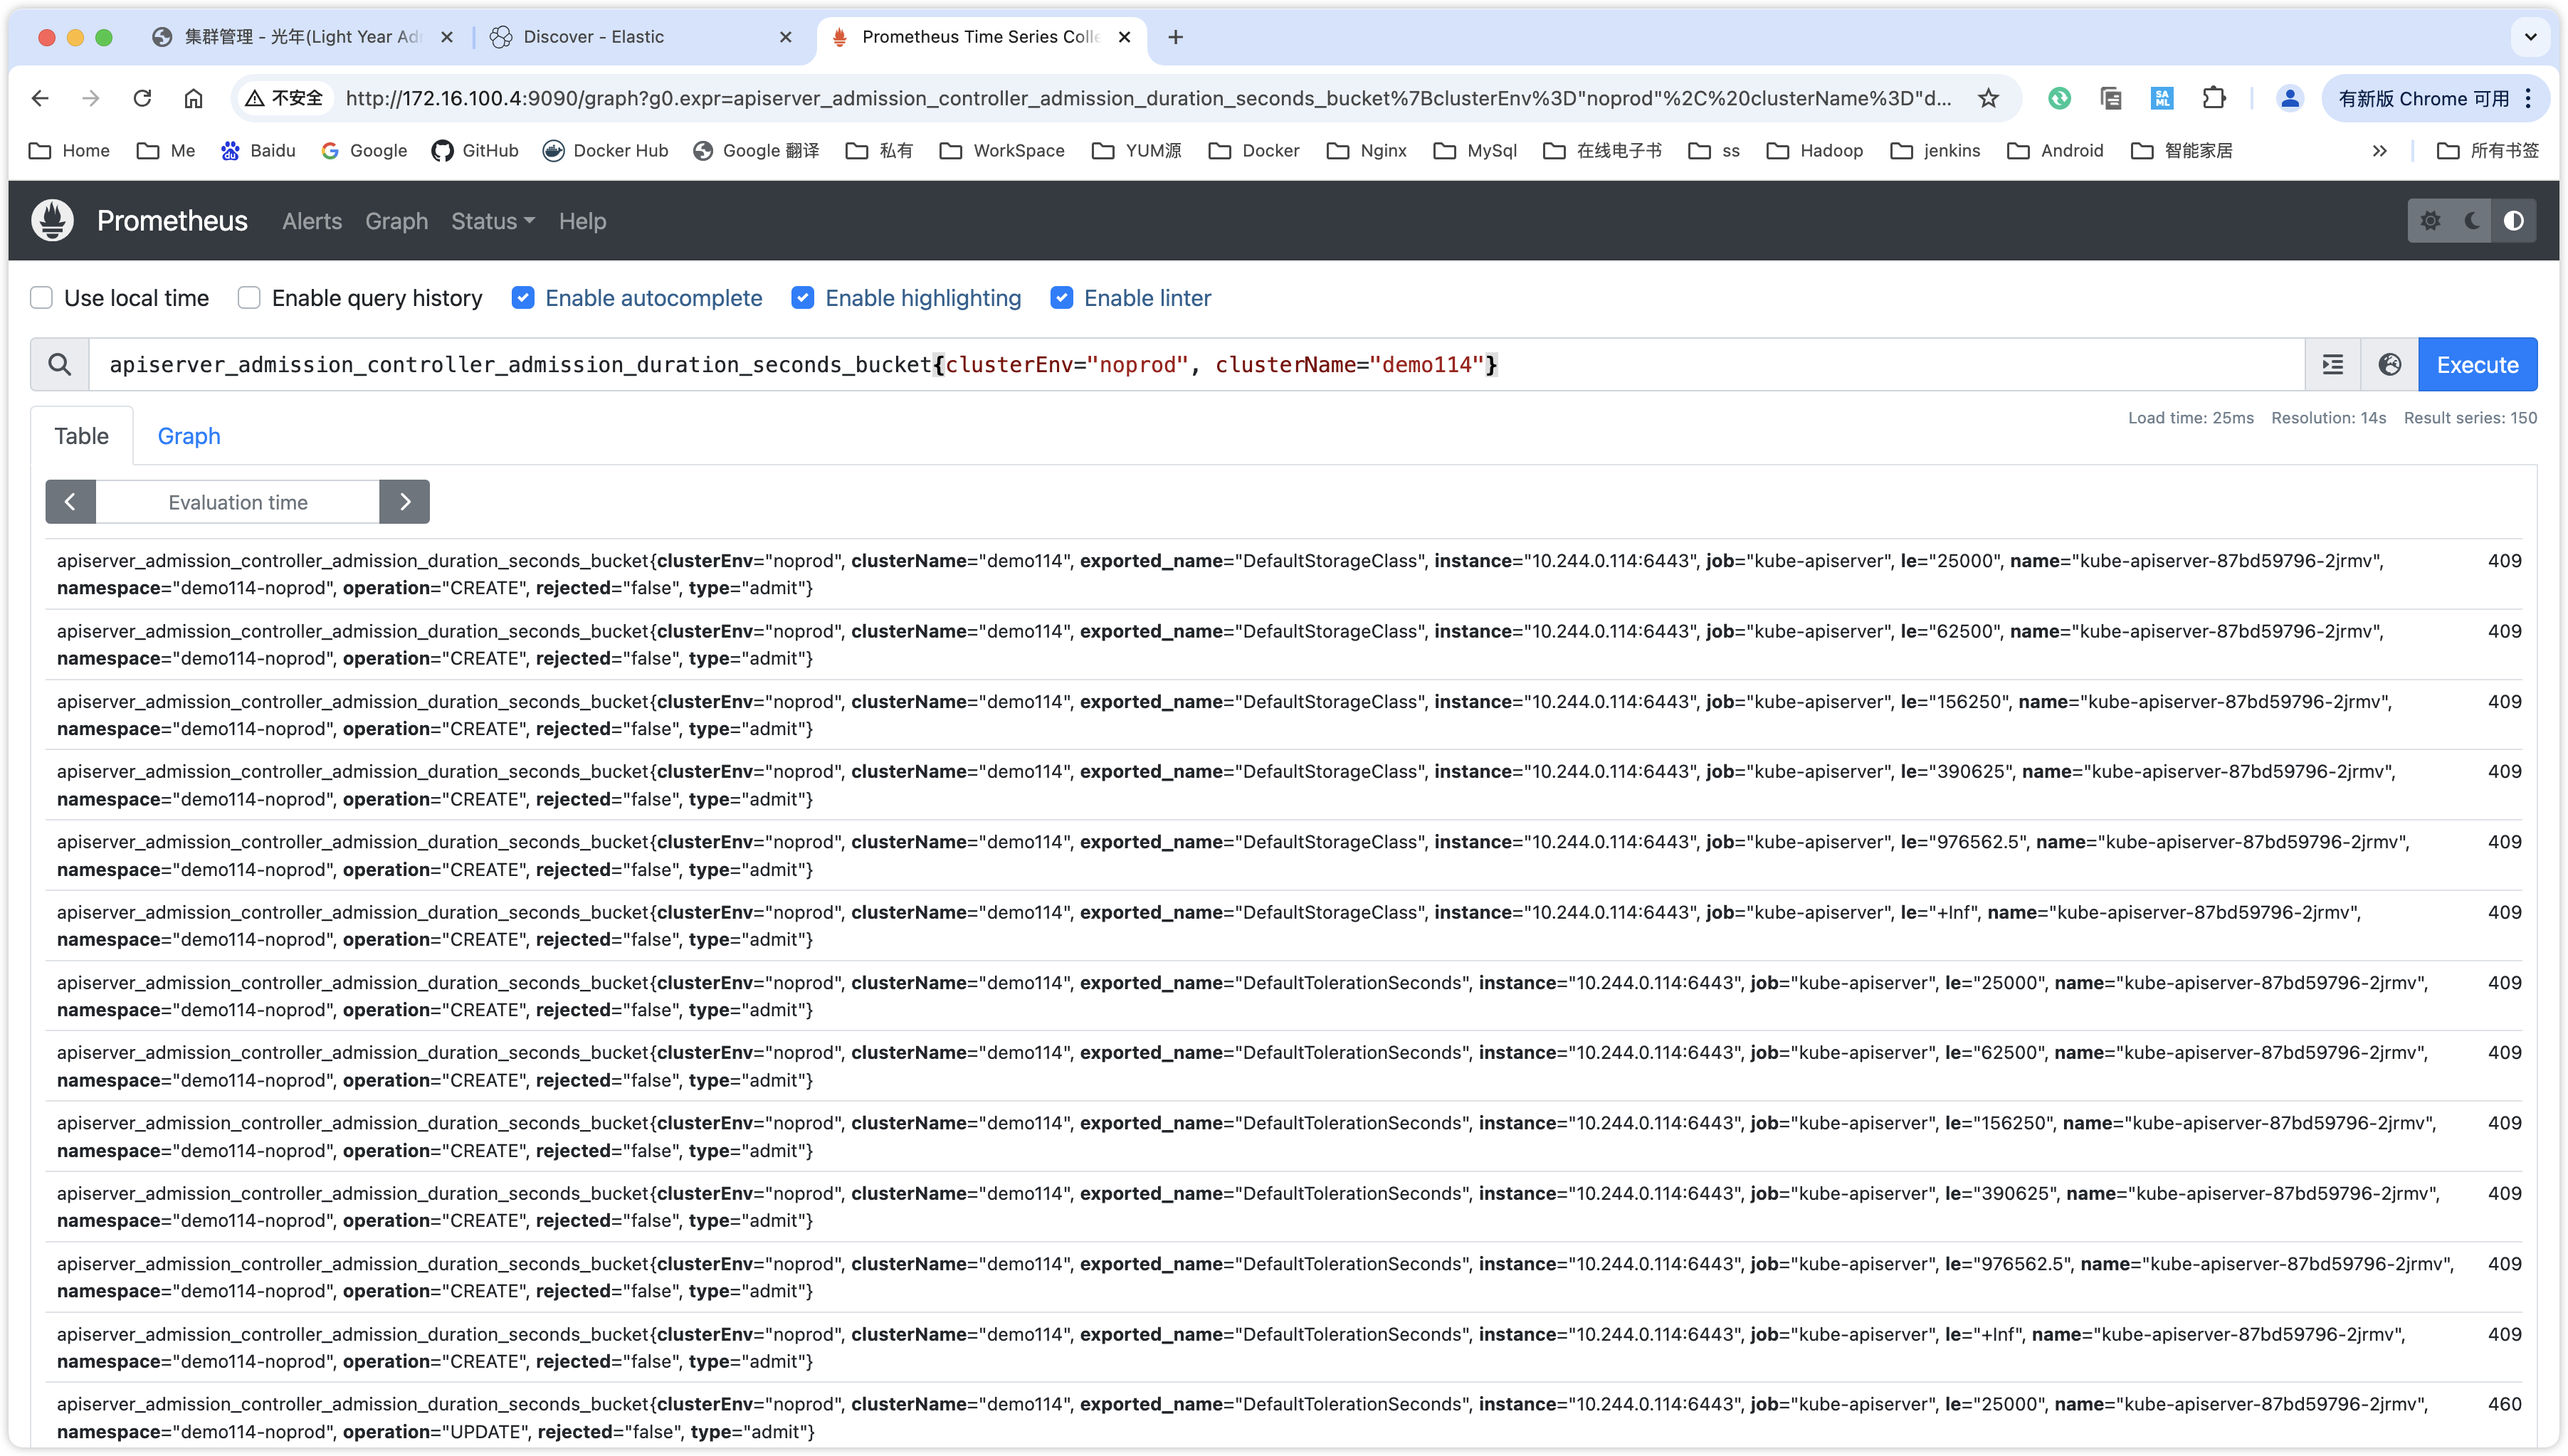 集群管理 - 光年(Light Year Ad
Discover - Elastic
Prometheus Time Series Colle
不安全
http://172.16.100.4:9090/graph?g0.expr=apiserver_admission_controller_admission_duration_seconds_bucket%7BclusterEnv%3D"noprod"%2C%20clusterName%3D"d...
SA
ML
有新版 Chrome 可用
Home Me Baidu Google GitHub Docker Hub Google 翻译 私有 WorkSpace YUM源 Docker Nginx MySql 在线电子书 ss Hadoop jenkins Android 智能家居 » 所有书签
Prometheus Alerts Graph Status Help
Use local time Enable query history Enable autocomplete Enable highlighting Enable linter
apiserver_admission_controller_admission_duration_seconds_bucket{clusterEnv="noprod", clusterName="demo114"}
Execute
Table Graph
Load time: 25ms Resolution: 14s Result series: 150
Evaluation time
apiserver_admission_controller_admission_duration_seconds_bucket{clusterEnv="noprod", clusterName="demo114", exported_name="DefaultStorageClass", instance="10.244.0.114:6443", job="kube-apiserver", le="25000", name="kube-apiserver-87bd59796-2jrmv", 409
namespace="demo114-noprod", operation="CREATE", rejected="false", type="admit"}
apiserver_admission_controller_admission_duration_seconds_bucket{clusterEnv="noprod", clusterName="demo114", exported_name="DefaultStorageClass", instance="10.244.0.114:6443", job="kube-apiserver", le="62500", name="kube-apiserver-87bd59796-2jrmv", 409
namespace="demo114-noprod", operation="CREATE", rejected="false", type="admit"}
apiserver_admission_controller_admission_duration_seconds_bucket{clusterEnv="noprod", clusterName="demo114", exported_name="DefaultStorageClass", instance="10.244.0.114:6443", job="kube-apiserver", le="156250", name="kube-apiserver-87bd59796-2jrmv", 409
namespace="demo114-noprod", operation="CREATE", rejected="false", type="admit"}
apiserver_admission_controller_admission_duration_seconds_bucket{clusterEnv="noprod", clusterName="demo114", exported_name="DefaultStorageClass", instance="10.244.0.114:6443", job="kube-apiserver", le="390625", name="kube-apiserver-87bd59796-2jrmv", 409
namespace="demo114-noprod", operation="CREATE", rejected="false", type="admit"}
apiserver_admission_controller_admission_duration_seconds_bucket{clusterEnv="noprod", clusterName="demo114", exported_name="DefaultStorageClass", instance="10.244.0.114:6443", job="kube-apiserver", le="976562.5", name="kube-apiserver-87bd59796-2jrmv", 409
namespace="demo114-noprod", operation="CREATE", rejected="false", type="admit"}
apiserver_admission_controller_admission_duration_seconds_bucket{clusterEnv="noprod", clusterName="demo114", exported_name="DefaultStorageClass", instance="10.244.0.114:6443", job="kube-apiserver", le="+Inf", name="kube-apiserver-87bd59796-2jrmv", 409
namespace="demo114-noprod", operation="CREATE", rejected="false", type="admit"}
apiserver_admission_controller_admission_duration_seconds_bucket{clusterEnv="noprod", clusterName="demo114", exported_name="DefaultTolerationSeconds", instance="10.244.0.114:6443", job="kube-apiserver", le="25000", name="kube-apiserver-87bd59796-2jrmv", 409
namespace="demo114-noprod", operation="CREATE", rejected="false", type="admit"}
apiserver_admission_controller_admission_duration_seconds_bucket{clusterEnv="noprod", clusterName="demo114", exported_name="DefaultTolerationSeconds", instance="10.244.0.114:6443", job="kube-apiserver", le="62500", name="kube-apiserver-87bd59796-2jrmv", 409
namespace="demo114-noprod", operation="CREATE", rejected="false", type="admit"}
apiserver_admission_controller_admission_duration_seconds_bucket{clusterEnv="noprod", clusterName="demo114", exported_name="DefaultTolerationSeconds", instance="10.244.0.114:6443", job="kube-apiserver", le="156250", name="kube-apiserver-87bd59796-2jrmv", 409
namespace="demo114-noprod", operation="CREATE", rejected="false", type="admit"}
apiserver_admission_controller_admission_duration_seconds_bucket{clusterEnv="noprod", clusterName="demo114", exported_name="DefaultTolerationSeconds", instance="10.244.0.114:6443", job="kube-apiserver", le="390625", name="kube-apiserver-87bd59796-2jrmv", 409
namespace="demo114-noprod", operation="CREATE", rejected="false", type="admit"}
apiserver_admission_controller_admission_duration_seconds_bucket{clusterEnv="noprod", clusterName="demo114", exported_name="DefaultTolerationSeconds", instance="10.244.0.114:6443", job="kube-apiserver", le="976562.5", name="kube-apiserver-87bd59796-2jrmv", 409
namespace="demo114-noprod", operation="CREATE", rejected="false", type="admit"}
apiserver_admission_controller_admission_duration_seconds_bucket{clusterEnv="noprod", clusterName="demo114", exported_name="DefaultTolerationSeconds", instance="10.244.0.114:6443", job="kube-apiserver", le="+Inf", name="kube-apiserver-87bd59796-2jrmv", 409
namespace="demo114-noprod", operation="CREATE", rejected="false", type="admit"}
apiserver_admission_controller_admission_duration_seconds_bucket{clusterEnv="noprod", clusterName="demo114", exported_name="DefaultTolerationSeconds", instance="10.244.0.114:6443", job="kube-apiserver", le="25000", name="kube-apiserver-87bd59796-2jrmv", 460
namespace="demo114-noprod", operation="UPDATE", rejected="false", type="admit"}